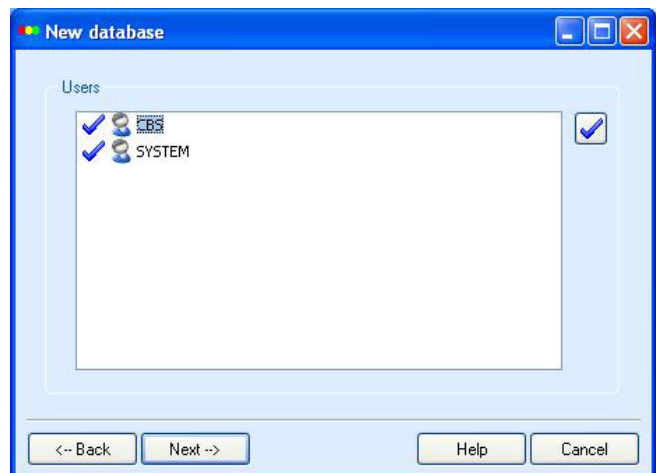 New database
Users
CBS
SYSTEM
<-- Back
Next -->
Help
Cancel